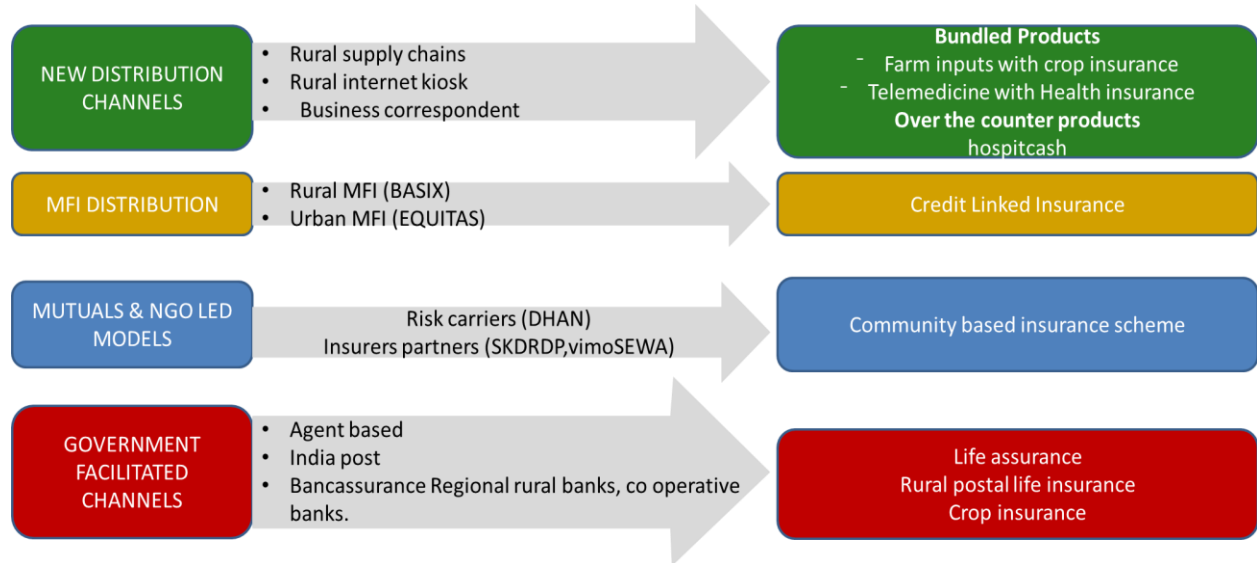 NEW DISTRIBUTION
CHANNELS
• Rural supply chains
• Rural internet kiosk
• Business correspondent
Bundled Products
- Farm inputs with crop insurance
- Telemedicine with Health insurance
Over the counter products
hospitcash
MFI DISTRIBUTION
• Rural MFI (BASIX)
• Urban MFI (EQUITAS)
Credit Linked Insurance
MUTUALS & NGO LED
MODELS
Risk carriers (DHAN)
Insurers partners (SKDRDP,vimoSEWA)
Community based insurance scheme
GOVERNMENT
FACILITATED
CHANNELS
• Agent based
• India post
• Bancassurance Regional rural banks, co operative
banks.
Life assurance
Rural postal life insurance
Crop insurance